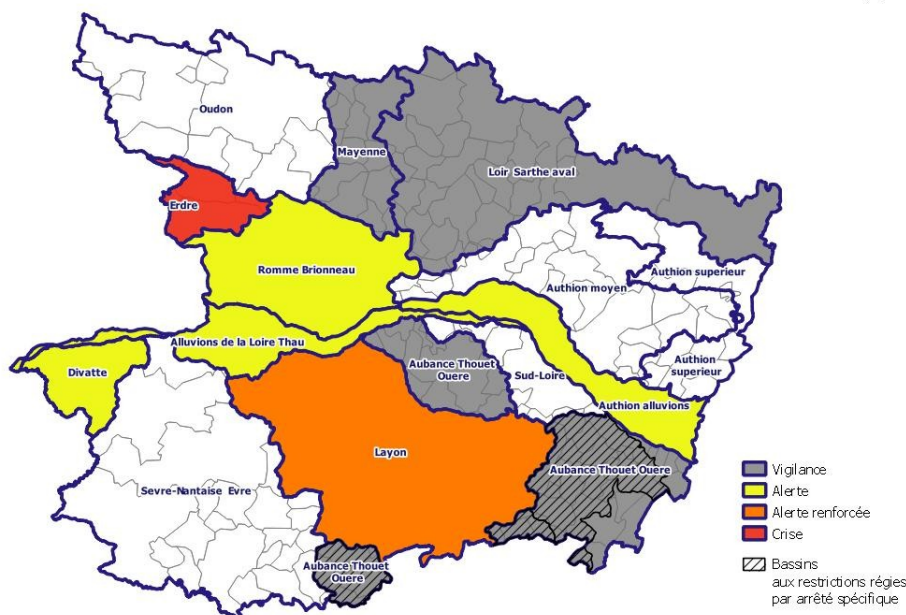 Oudon
Mayenne
Loir Sarthe aval
Erdre
Romme Brionneau
Authion superieur
Authion moyen
Alluvions de la Loire Thau
Aubance Thouet
Ouere
Sud-Loire
Authion
superieur
Divatte
Authion alluvions
Layon
Aubance Thouet Ouere
Sevre-Nantaise Evre
Aubance Thouet
Ouere
Vigilance
Alerte
Alerte renforcée
Crise
Bassins
aux restrictions régies
par arrêté spécifique